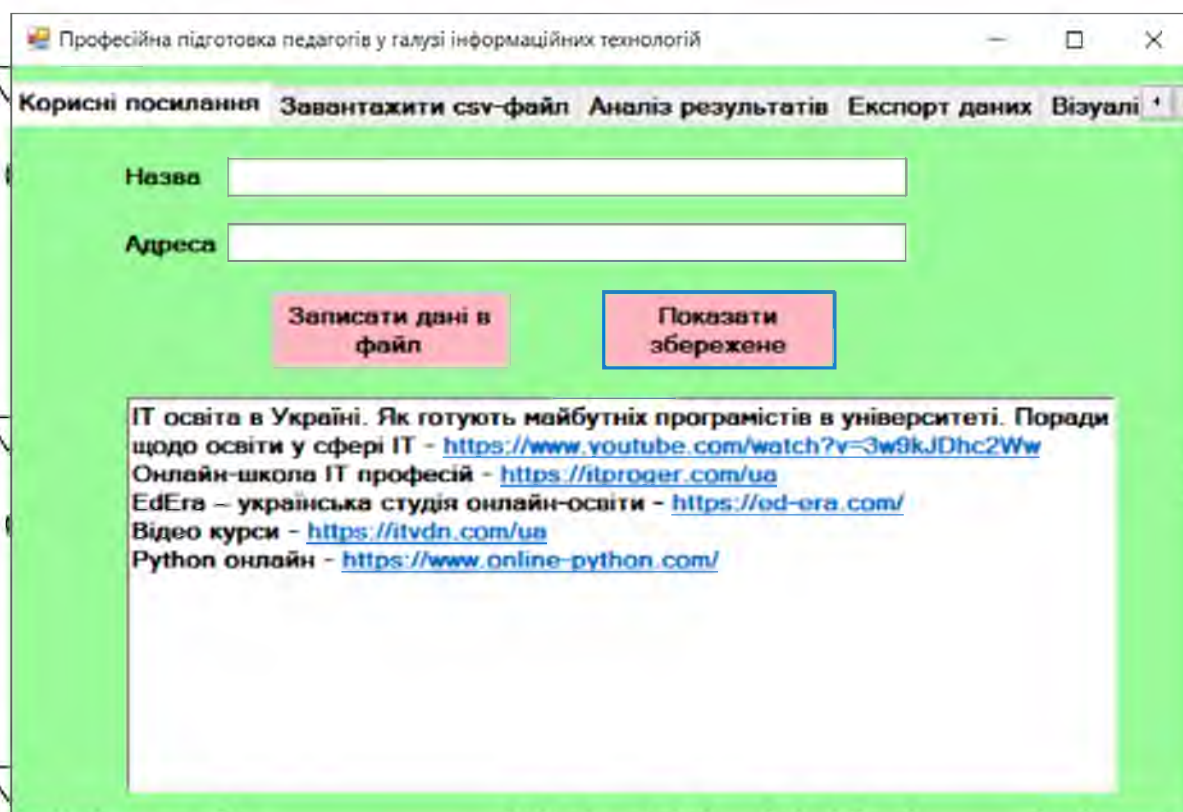 Професійна підготовка педагогів у галузі інформаційних технологій
Корисні посилання Завантажити csv-файл Аналіз результатів Експорт даних Візуалі
Назва
Адреса
Записати дані в файл
Показати збережене
ІТ освіта в Україні. Як готують майбутніх програмістів в університеті. Поради
щодо освіти у сфері ІТ - https://www.youtube.com/watch?v=3w9kJDhc2Ww
Онлайн-школа ІТ професій - https://itproger.com/ua
EdEra – українська студія онлайн-освіти - https://ed-era.com/
Відео курси - https://itvdn.com/ua
Python онлайн - https://www.online-python.com/